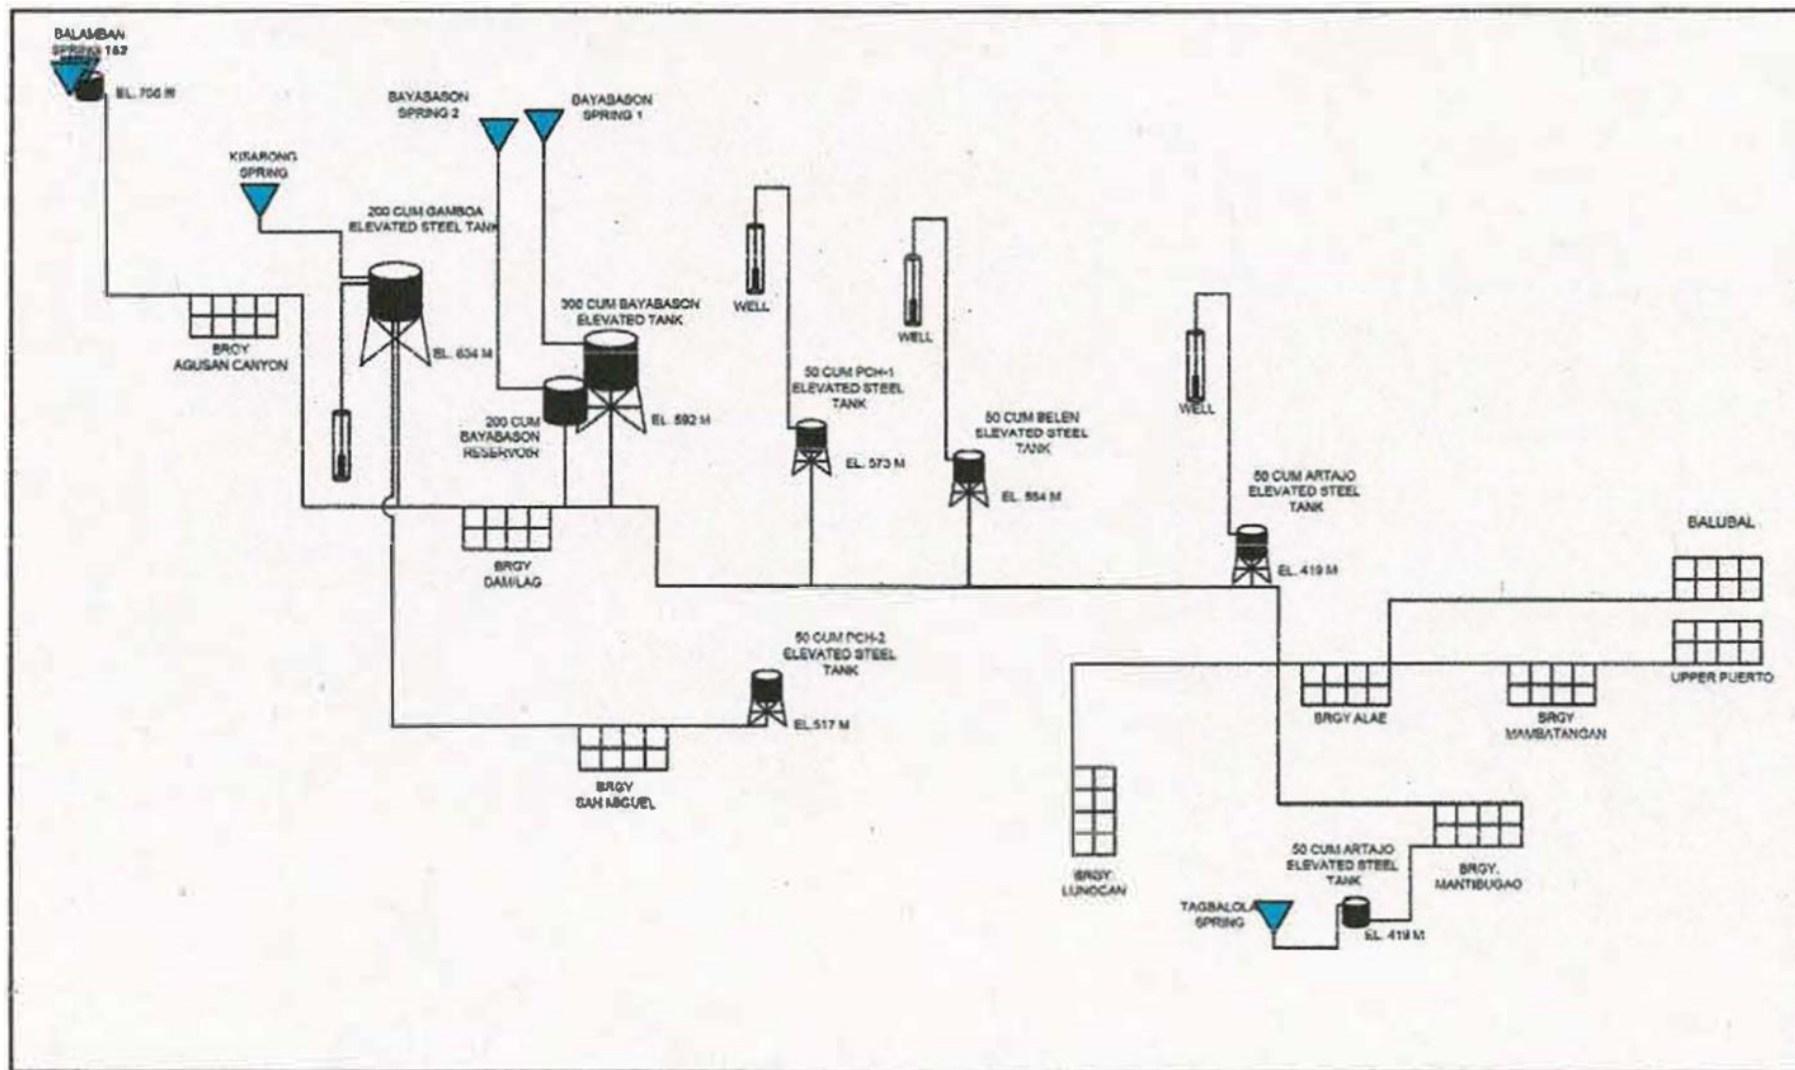 BALAMBAN
SPRING 1&2
EL. 706 M
BAYABASON
SPRING 2
BAYABASON
SPRING 1
KISABONG
SPRING
200 CUM GAMBOA
ELEVATED STEEL TANK
EL. 634 M
BRGY
AGUSAN CANYON
300 CUM BAYABASON
ELEVATED TANK
EL. 592 M
200 CUM
BAYABASON
RESERVOIR
WELL
50 CUM PCH-1
ELEVATED STEEL
TANK
EL. 573 M
WELL
50 CUM BELEN
ELEVATED STEEL
TANK
EL. 564 M
WELL
50 CUM ARTAJO
ELEVATED STEEL
TANK
EL. 419 M
BALUBAL
BRGY
DAMILAG
50 CUM PCH-2
ELEVATED STEEL
TANK
EL.517 M
BRGY
SAN MIGUEL
UPPER PUERTO
BRGY ALAE
BRGY
MAMBATANGAN
BRGY
LUNOCAN
50 CUM ARTAJO
ELEVATED STEEL
TANK
BRGY.
MANTIBUGAO
TAGBALOLA
SPRING
EL. 419 M